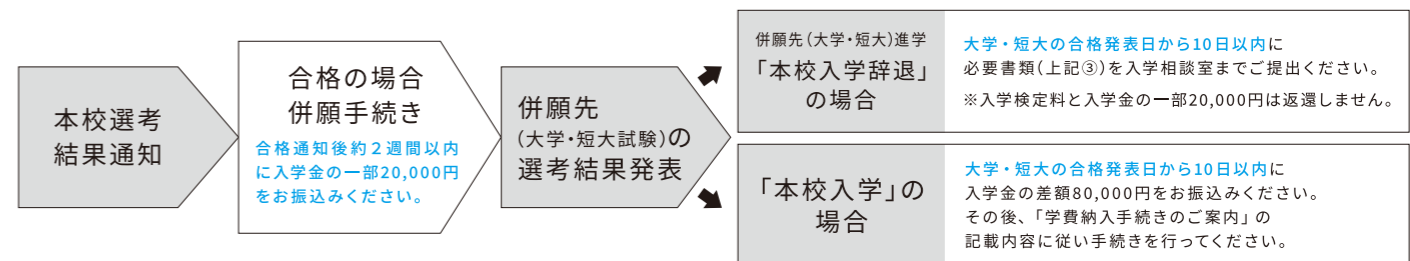 本校選考
結果通知
合格の場合
併願手続き
合格通知後約2週間以内
に入学金の一部20,000円
をお振込みください。
併願先
(大学・短大試験)の
選考結果発表
併願先(大学・短大)進学
「本校入学辞退」
の場合
大学・短大の合格発表日から10日以内に
必要書類(上記③)を入学相談室までご提出ください。
※入学検定料と入学金の一部20,000円は返還しません。
「本校入学」の
場合
大学・短大の合格発表日から10日以内に
入学金の差額80,000円をお振込みください。
その後、「学費納入手続きのご案内」の
記載内容に従い手続きを行ってください。